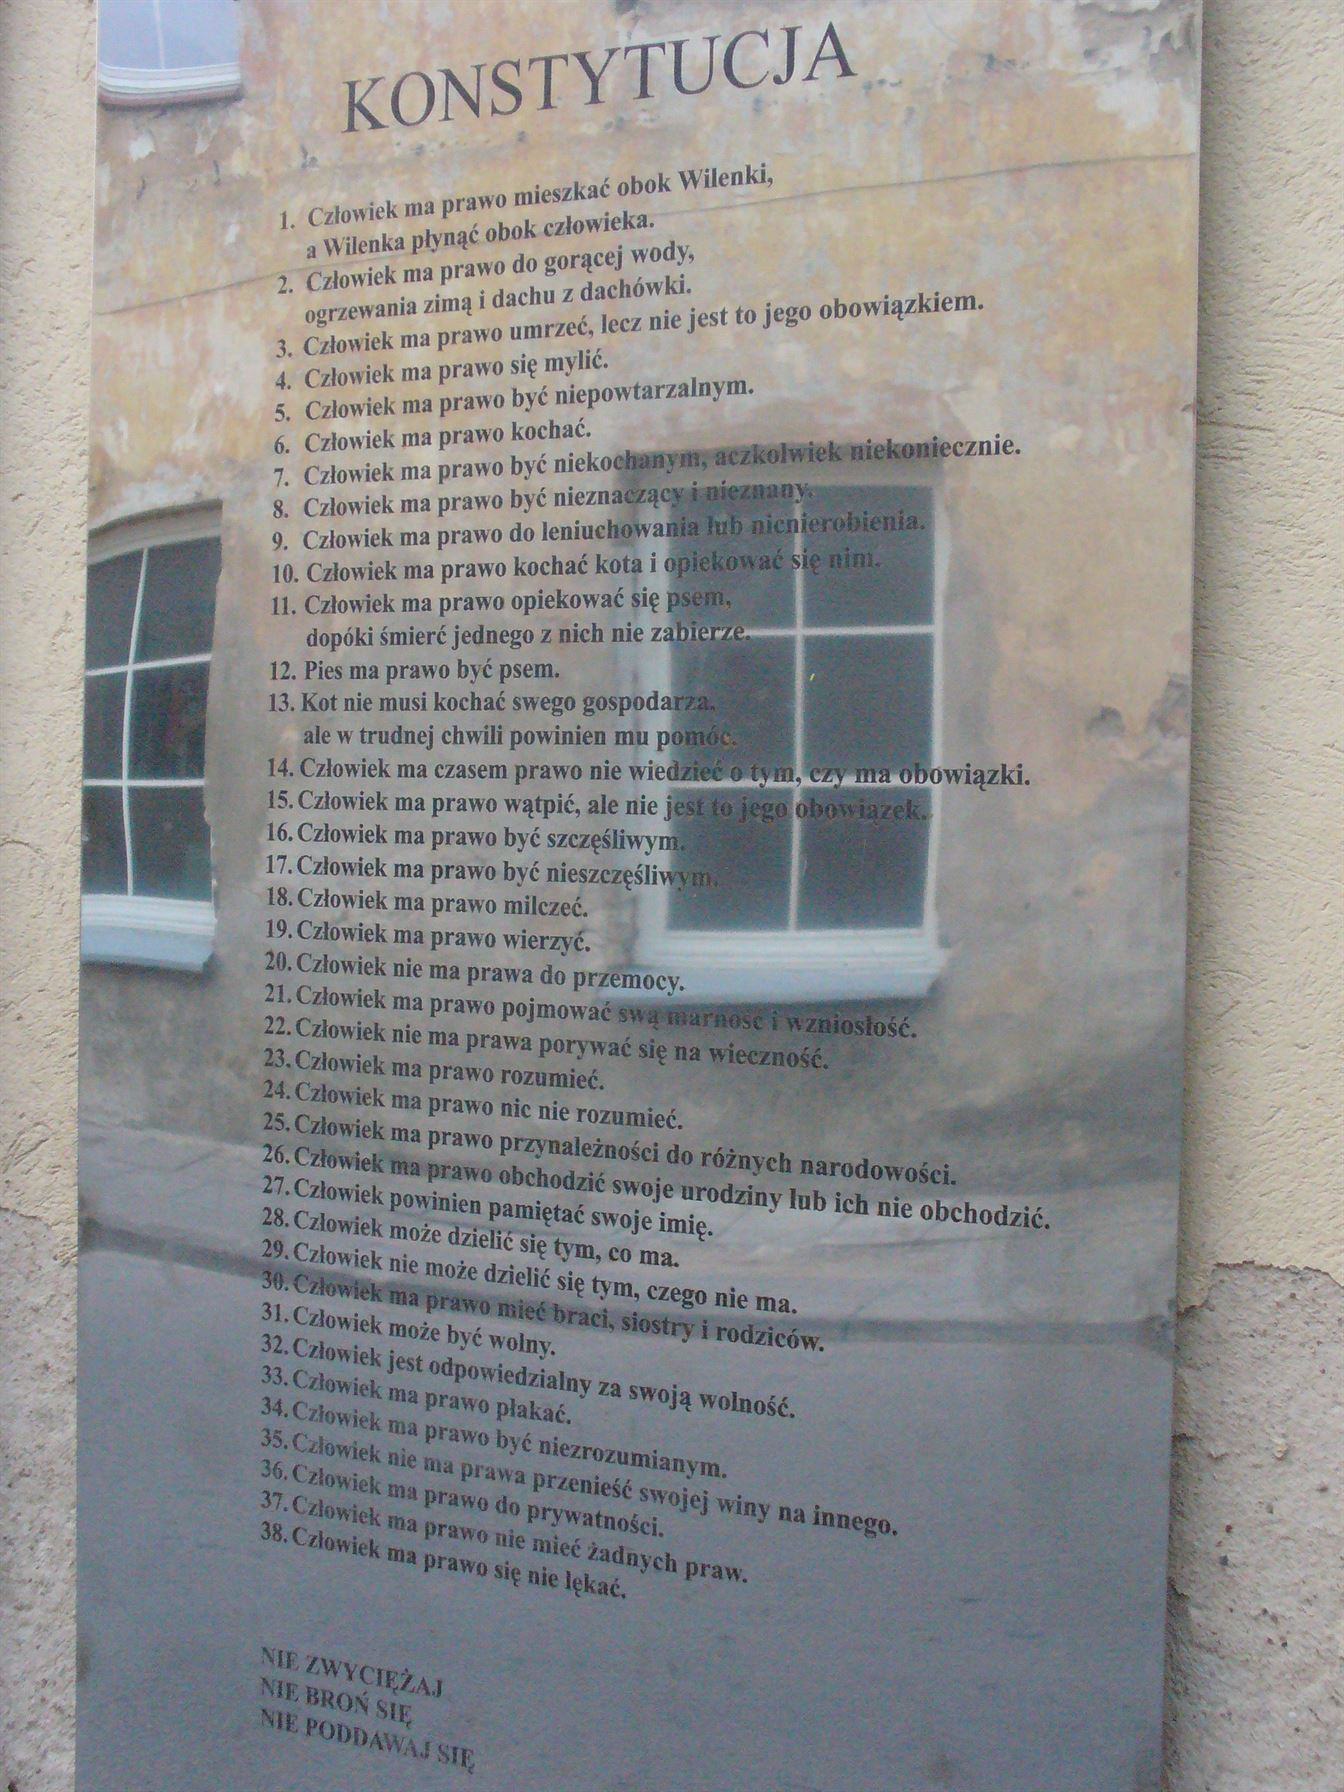 KONSTYTUCJA
1. Człowiek ma prawo mieszkać obok Wilenki,
a Wilenka płynąć obok człowieka.
2. Człowiek ma prawo do gorącej wody,
ogrzewania zimą i dachu z dachówki.
3. Człowiek ma prawo umrzeć, lecz nie jest to jego obowiązkiem.
4. Człowiek ma prawo się mylić.
5. Człowiek ma prawo być niepowtarzalnym.
6. Człowiek ma prawo kochać.
7. Człowiek ma prawo być niekochanym, aczkolwiek niekoniecznie.
8. Człowiek ma prawo być nieznaczący i nieznany.
9. Człowiek ma prawo do leniuchowania lub nicnierobienia.
10. Człowiek ma prawo kochać kota i opiekować się nim.
11. Człowiek ma prawo opiekować się psem,
dopóki śmierć jednego z nich nie zabierze.
12. Pies ma prawo być psem.
13. Kot nie musi kochać swego gospodarza,
ale w trudnej chwili powinien mu pomóc.
14. Człowiek ma czasem prawo nie wiedzieć o tym, czy ma obowiązki.
15. Człowiek ma prawo wątpić, ale nie jest to jego obowiązek.
16. Człowiek ma prawo być szczęśliwym.
17. Człowiek ma prawo być nieszczęśliwym.
18. Człowiek ma prawo milczeć.
19. Człowiek ma prawo wierzyć.
20. Człowiek nie ma prawa do przemocy.
21. Człowiek ma prawo pojmować swą marność i wzniosłość.
22. Człowiek nie ma prawa porywać się na wieczność.
23. Człowiek ma prawo rozumieć.
24. Człowiek ma prawo nic nie rozumieć.
25. Człowiek ma prawo przynależności do różnych narodowości.
26. Człowiek ma prawo obchodzić swoje urodziny lub ich nie obchodzić.
27. Człowiek powinien pamiętać swoje imię.
28. Człowiek może dzielić się tym, co ma.
29. Człowiek nie może dzielić się tym, czego nie ma.
30. Człowiek ma prawo mieć braci, siostry i rodziców.
31. Człowiek może być wolny.
32. Człowiek jest odpowiedzialny za swoją wolność.
33. Człowiek ma prawo płakać.
34. Człowiek ma prawo być niezrozumianym.
35. Człowiek nie ma prawa przenieść swojej winy na innego.
36. Człowiek ma prawo do prywatności.
37. Człowiek ma prawo nie mieć żadnych praw.
38. Człowiek ma prawo się nie lękać.
NIE ZWYCIĘŻAJ
NIE BROŃ SIĘ
NIE PODDAWAJ SIĘ